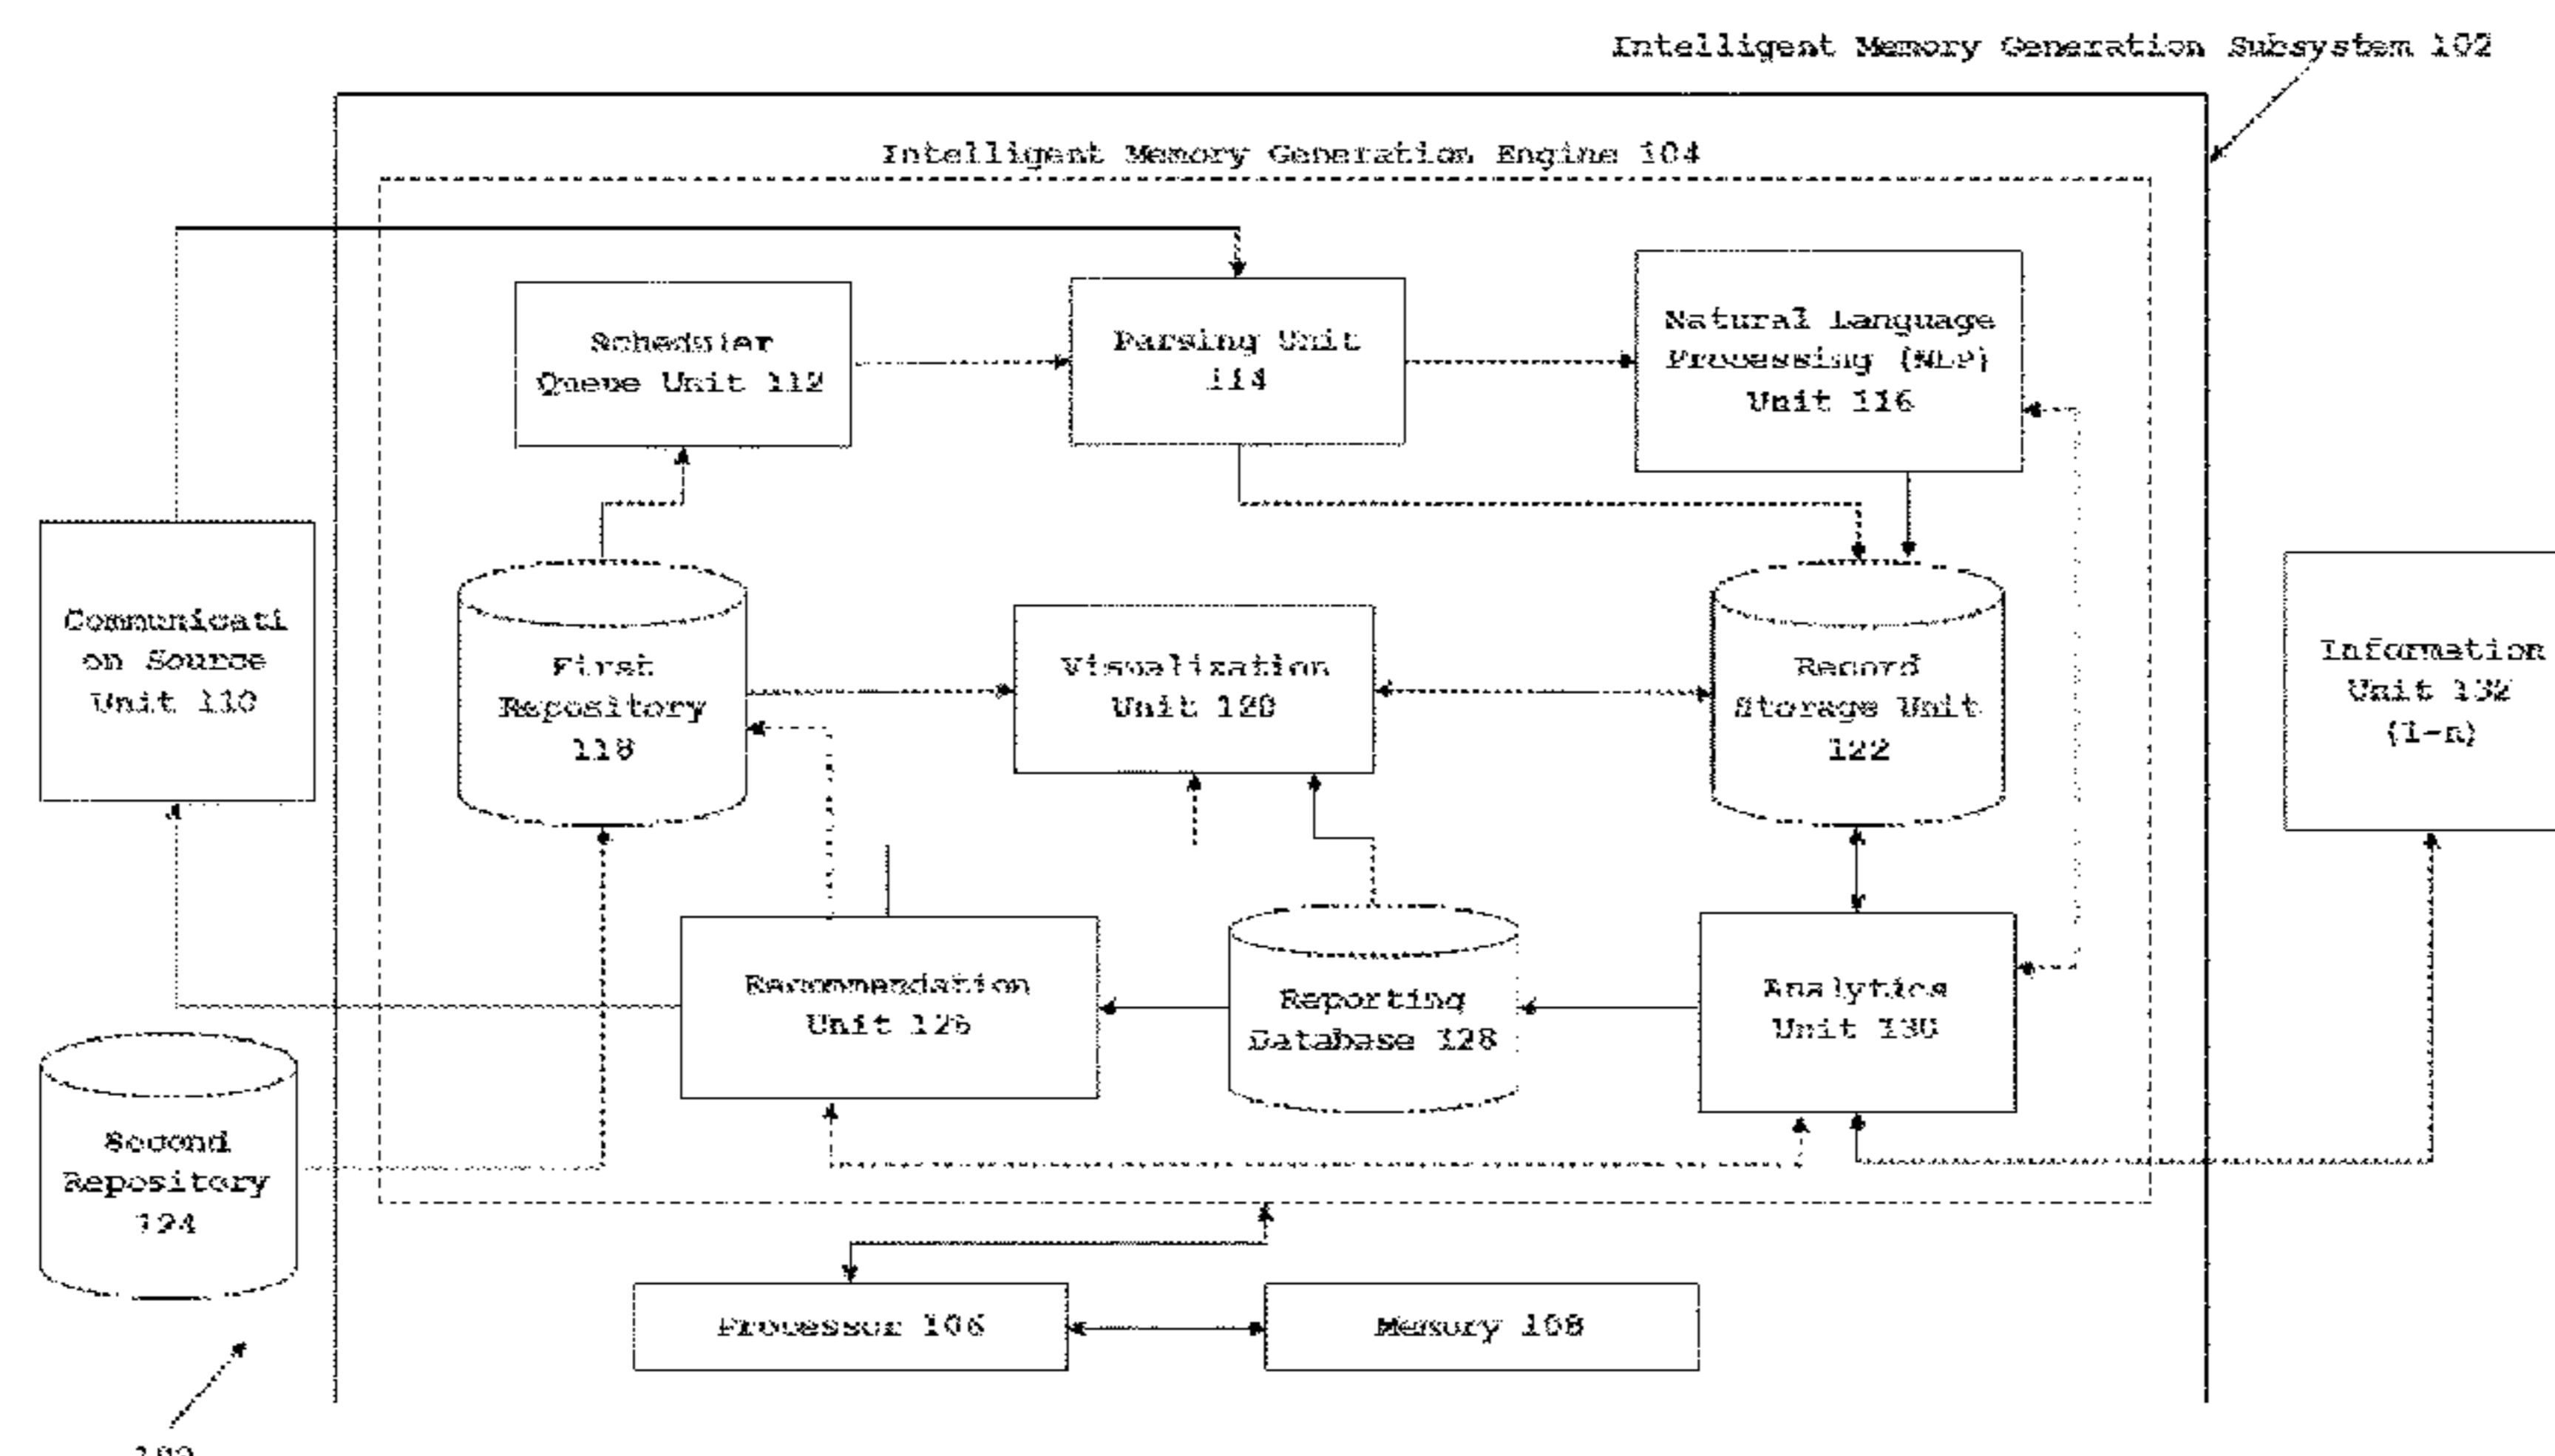 Intelligent Memory Generation Subsystem 102
Intelligent Memory Generation Engine 104
Scheduler
Queue Unit 112
Parsing Unit
114
Natural Language
Processing (NLP)
Unit 116
Communicati
on Source
Unit 110
First
Repository
118
Visualization
Unit 120
Record
Storage Unit
122
Information
Unit 132
(1-n)
Recommendation
Unit 126
Reporting
Database 128
Analytics
Unit 130
Second
Repository
124
Processor 106
Memory 108